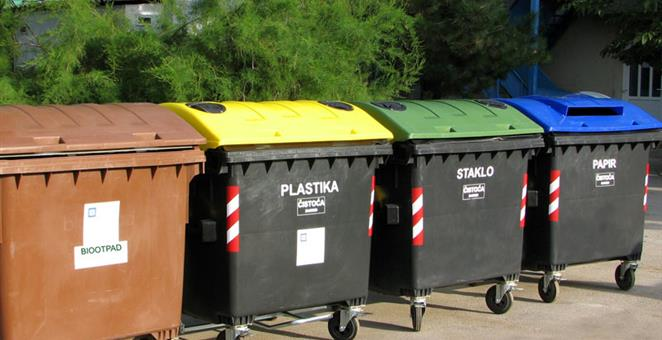 BIOOTPAD
PLASTIKA
ČISTOĆA
STAKLO
ČISTOĆA
PAPIR
ČISTOĆA